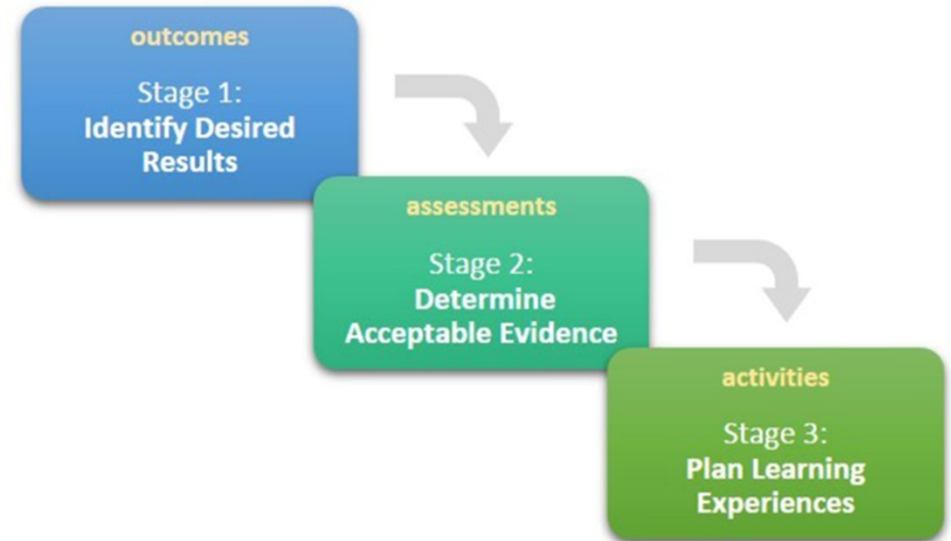 outcomes
Stage 1:
Identify Desired
Results
assessments
Stage 2:
Determine
Acceptable Evidence
activities
Stage 3:
Plan Learning
Experiences